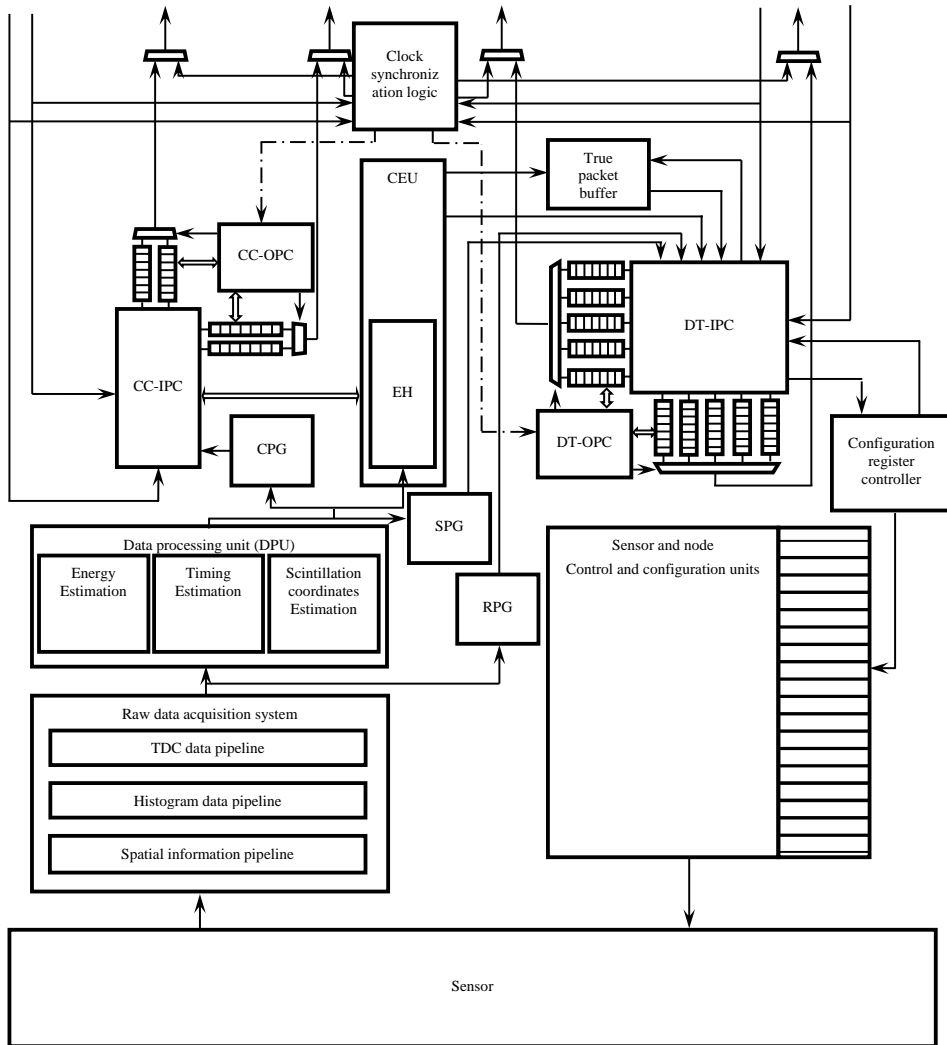 Clock
synchroniz
ation logic
CEU
True
packet
buffer
CC-OPC
DT-IPC
CC-IPC
EH
CPG
DT-OPC
Configuration
register
controller
SPG
Data processing unit (DPU)
Energy
Estimation
Timing
Estimation
Scintillation
coordinates
Estimation
Sensor and node
Control and configuration units
RPG
Raw data acquisition system
TDC data pipeline
Histogram data pipeline
Spatial information pipeline
Sensor